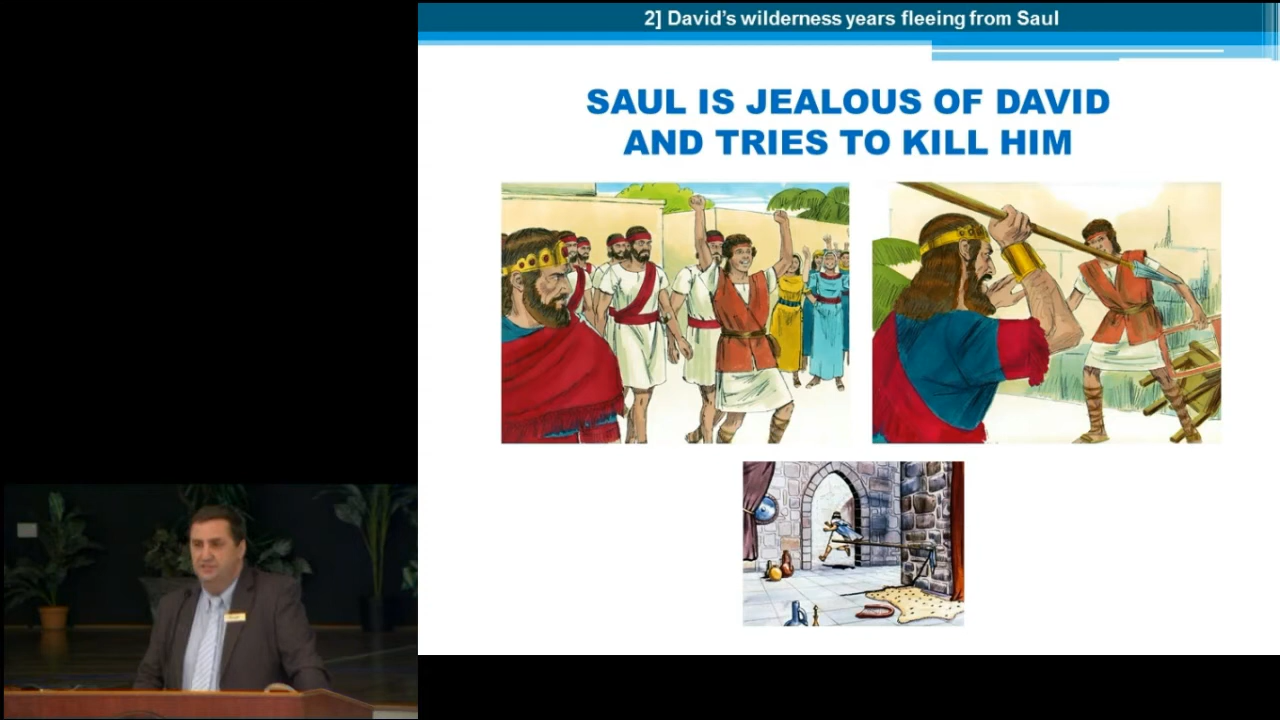 2] David's wilderness years fleeing from Saul
SAUL IS JEALOUS OF DAVID
AND TRIES TO KILL HIM